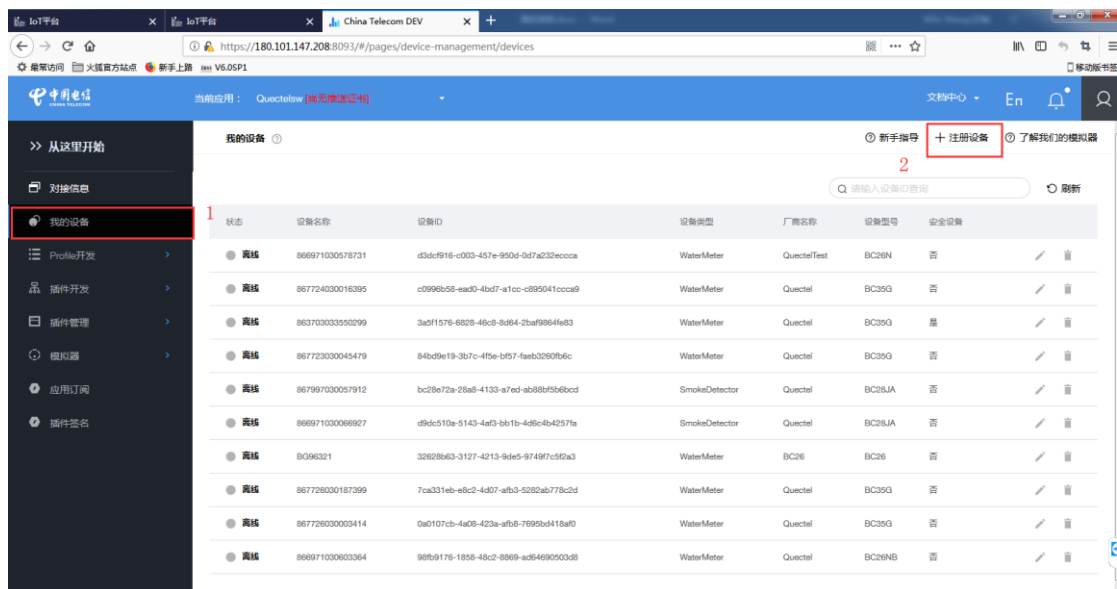 IoT平台 IoT平台 China Telecom DEV
https://180.101.147.208:8093/#/pages/device-management/devices
最常访问 火狐官方站点 新手上路 V6.0SP1 移动版书签
中国电信 当前应用： Quectelsw [尚无推送证书] 文档中心 En
CHINA TELECOM
从这里开始 我的设备 新手指导 + 注册设备 了解我们的模拟器
2
对接信息 请输入设备ID查询 刷新
我的设备 1 状态 设备名称 设备ID 设备类型 厂商名称 设备型号 安全设备
Profile开发 离线 866971030578731 d3dcf916-c003-457e-950d-0d7a232eccca WaterMeter QuectelTest BC26N 否
插件开发 离线 867724030016395 c0996b58-ead0-4bd7-a1cc-c895041ccca9 WaterMeter Quectel BC35G 否
插件管理 离线 863703033550299 3a5f1576-6828-46c8-8d64-2baf9864fe83 WaterMeter Quectel BC35G 是
模拟器 离线 867723030045479 84bd9e19-3b7c-4f5e-bf57-faeb3260fb6c WaterMeter Quectel BC35G 否
应用订阅 离线 867997030057912 bc28e72a-28a8-4133-a7ed-ab88bf5b6bcd SmokeDetector Quectel BC28JA 否
插件签名 离线 866971030066927 d9dc510a-5143-4af3-bb1b-4d6c4b4257fa SmokeDetector Quectel BC28JA 否
离线 BG96321 32628b63-3127-4213-9de5-9749f7c5f2a3 WaterMeter BC26 BC26 否
离线 867726030187399 7ca331eb-e8c2-4d07-afb3-5282ab778c2d WaterMeter Quectel BC35G 否
离线 867726030003414 0a0107cb-4a08-423a-afb8-7695bd418af0 WaterMeter Quectel BC35G 否
离线 866971030603364 98fb9176-1858-48c2-8869-ad64690503d8 WaterMeter Quectel BC26NB 否